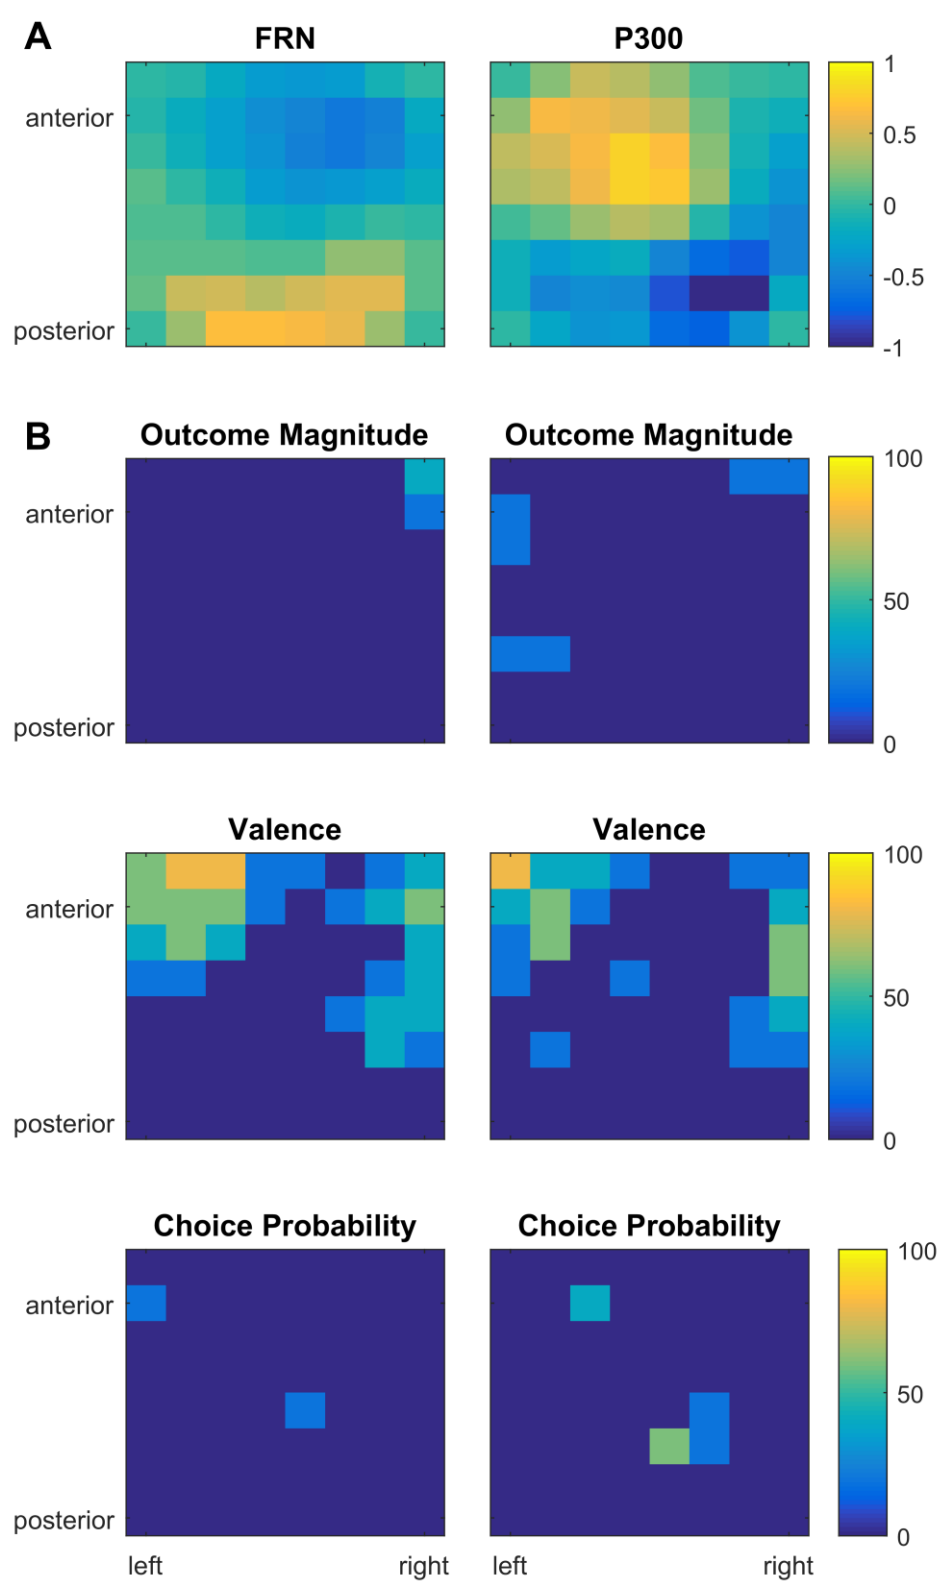 A
FRN
P300
anterior
posterior
1
0.5
0
-0.5
-1
B
Outcome Magnitude
Outcome Magnitude
anterior
posterior
100
50
0
Valence
Valence
anterior
posterior
100
50
0
Choice Probability
Choice Probability
anterior
posterior
100
50
0
left
right
left
right